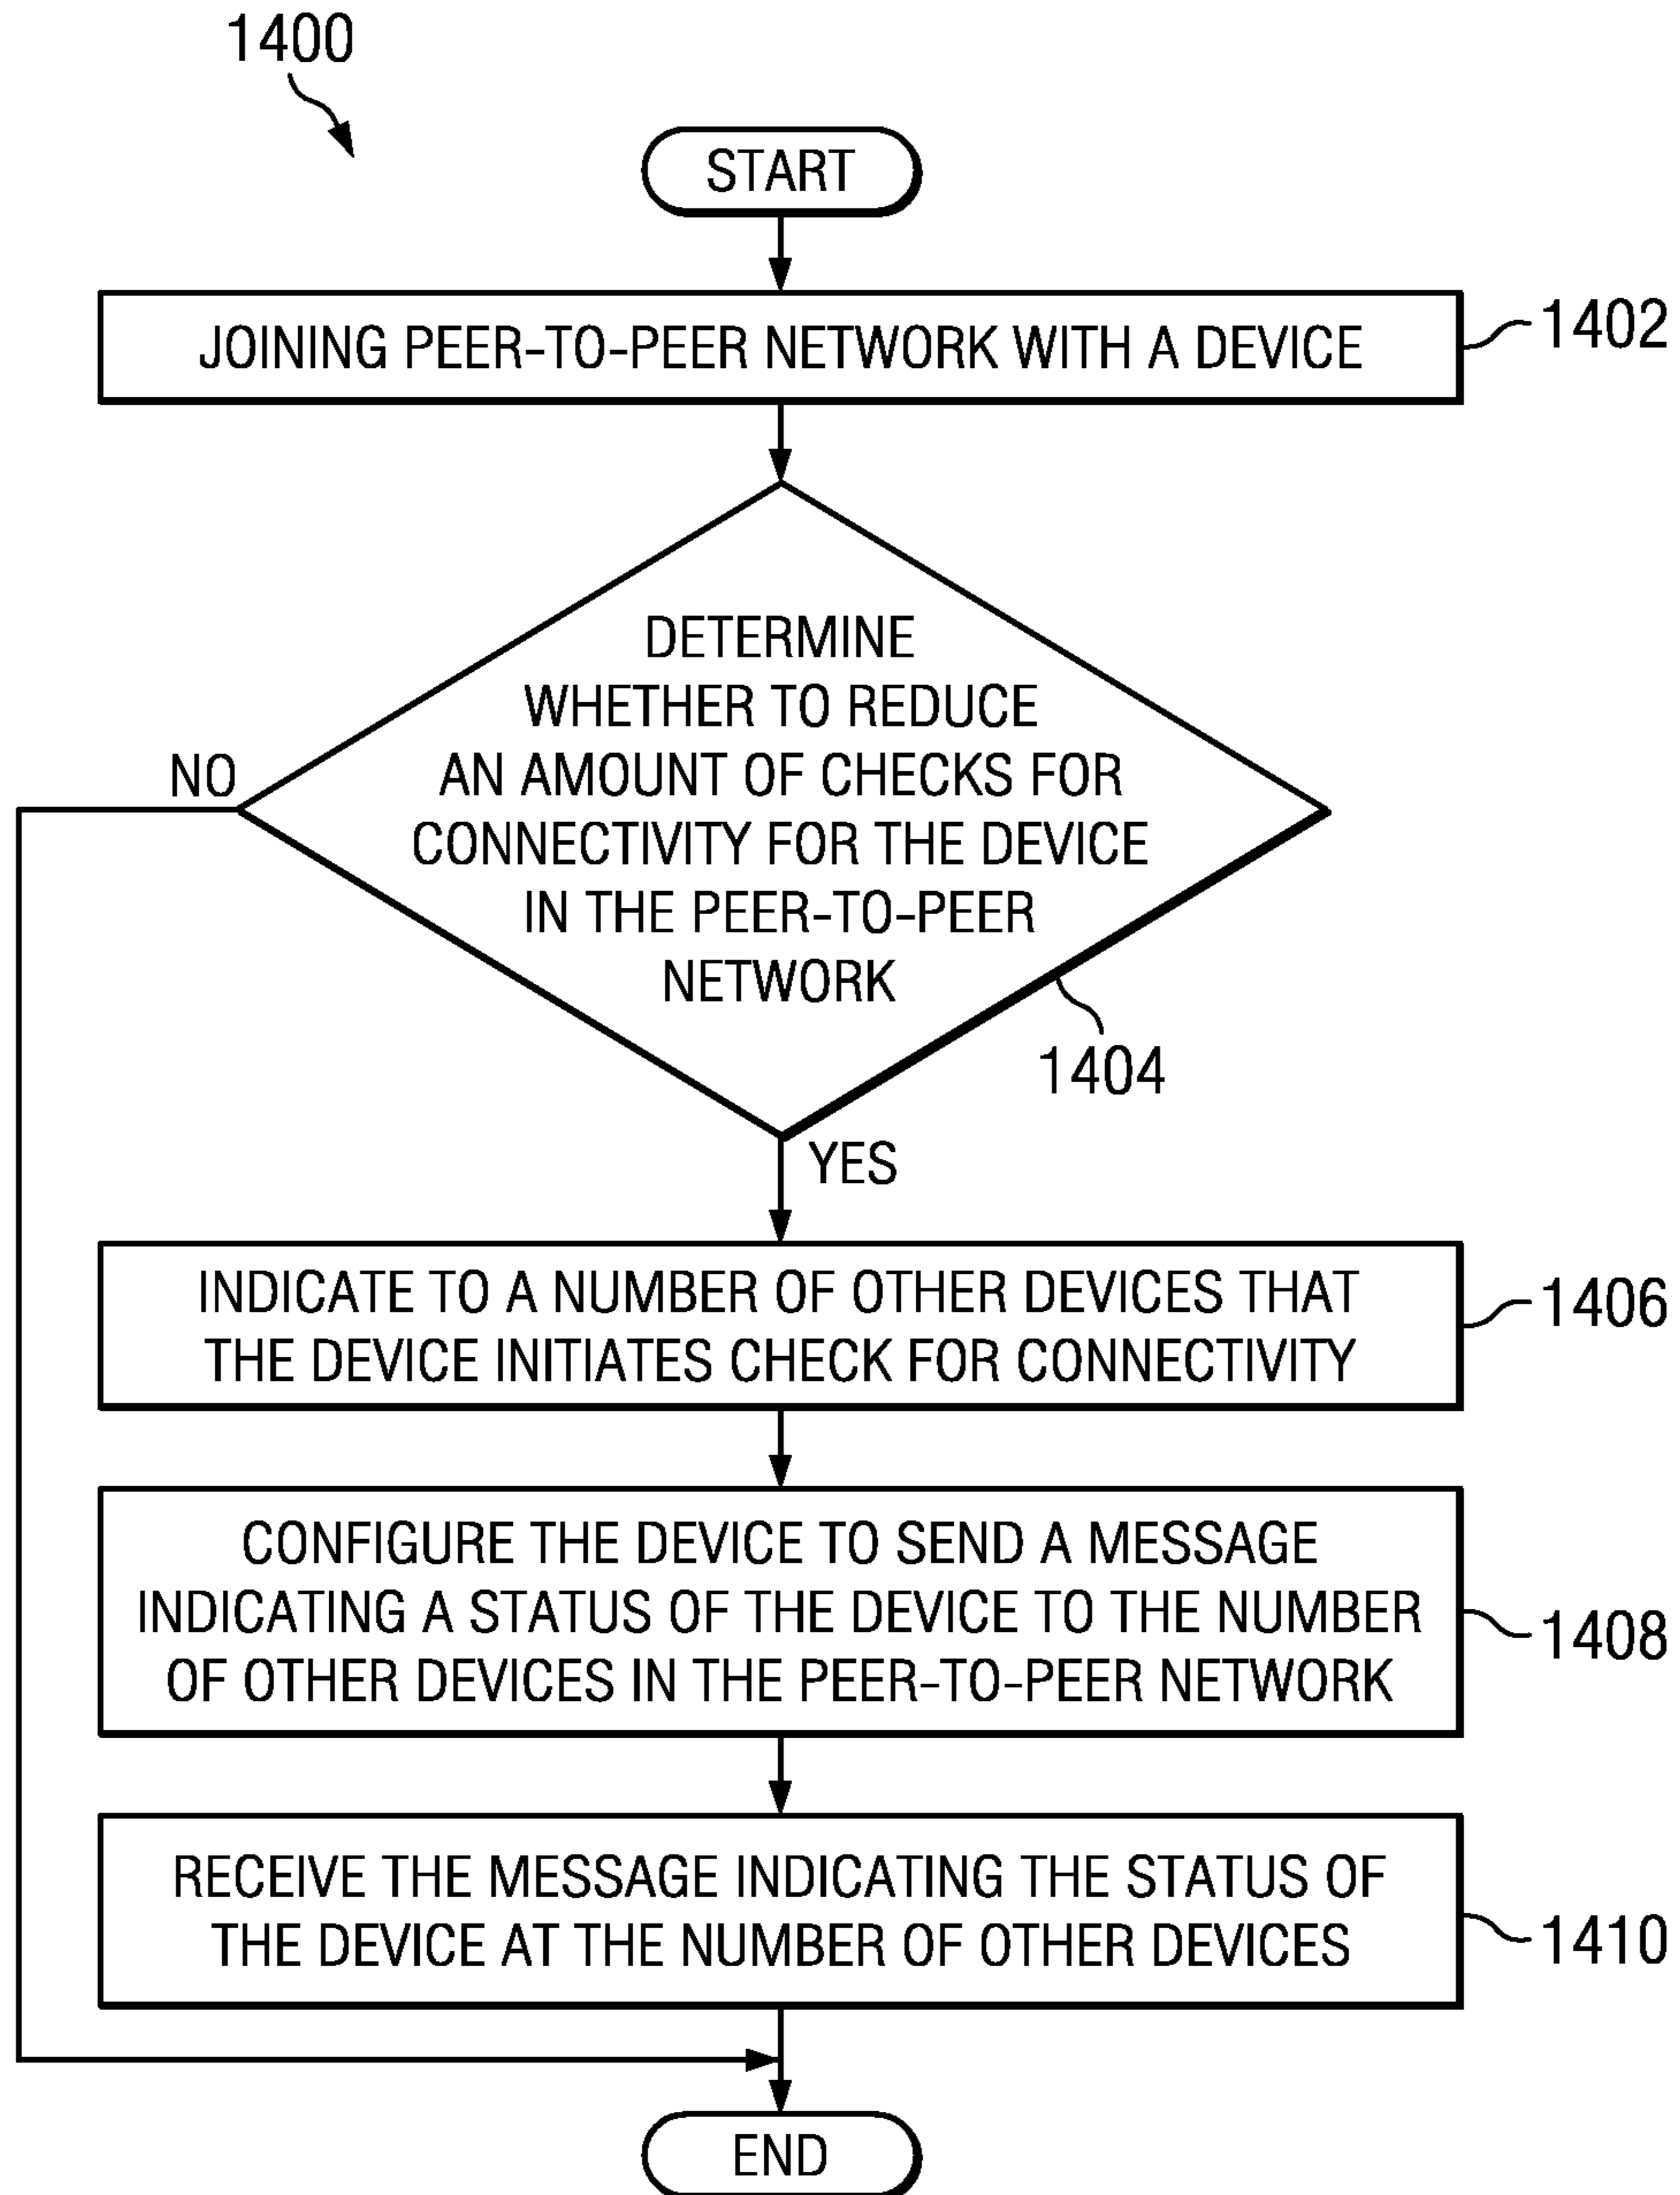 1400
START
JOINING PEER-TO-PEER NETWORK WITH A DEVICE
1402
DETERMINE
WHETHER TO REDUCE
AN AMOUNT OF CHECKS FOR
CONNECTIVITY FOR THE DEVICE
IN THE PEER-TO-PEER
NETWORK
NO
1404
YES
INDICATE TO A NUMBER OF OTHER DEVICES THAT
THE DEVICE INITIATES CHECK FOR CONNECTIVITY
1406
CONFIGURE THE DEVICE TO SEND A MESSAGE
INDICATING A STATUS OF THE DEVICE TO THE NUMBER
OF OTHER DEVICES IN THE PEER-TO-PEER NETWORK
1408
RECEIVE THE MESSAGE INDICATING THE STATUS OF
THE DEVICE AT THE NUMBER OF OTHER DEVICES
1410
END